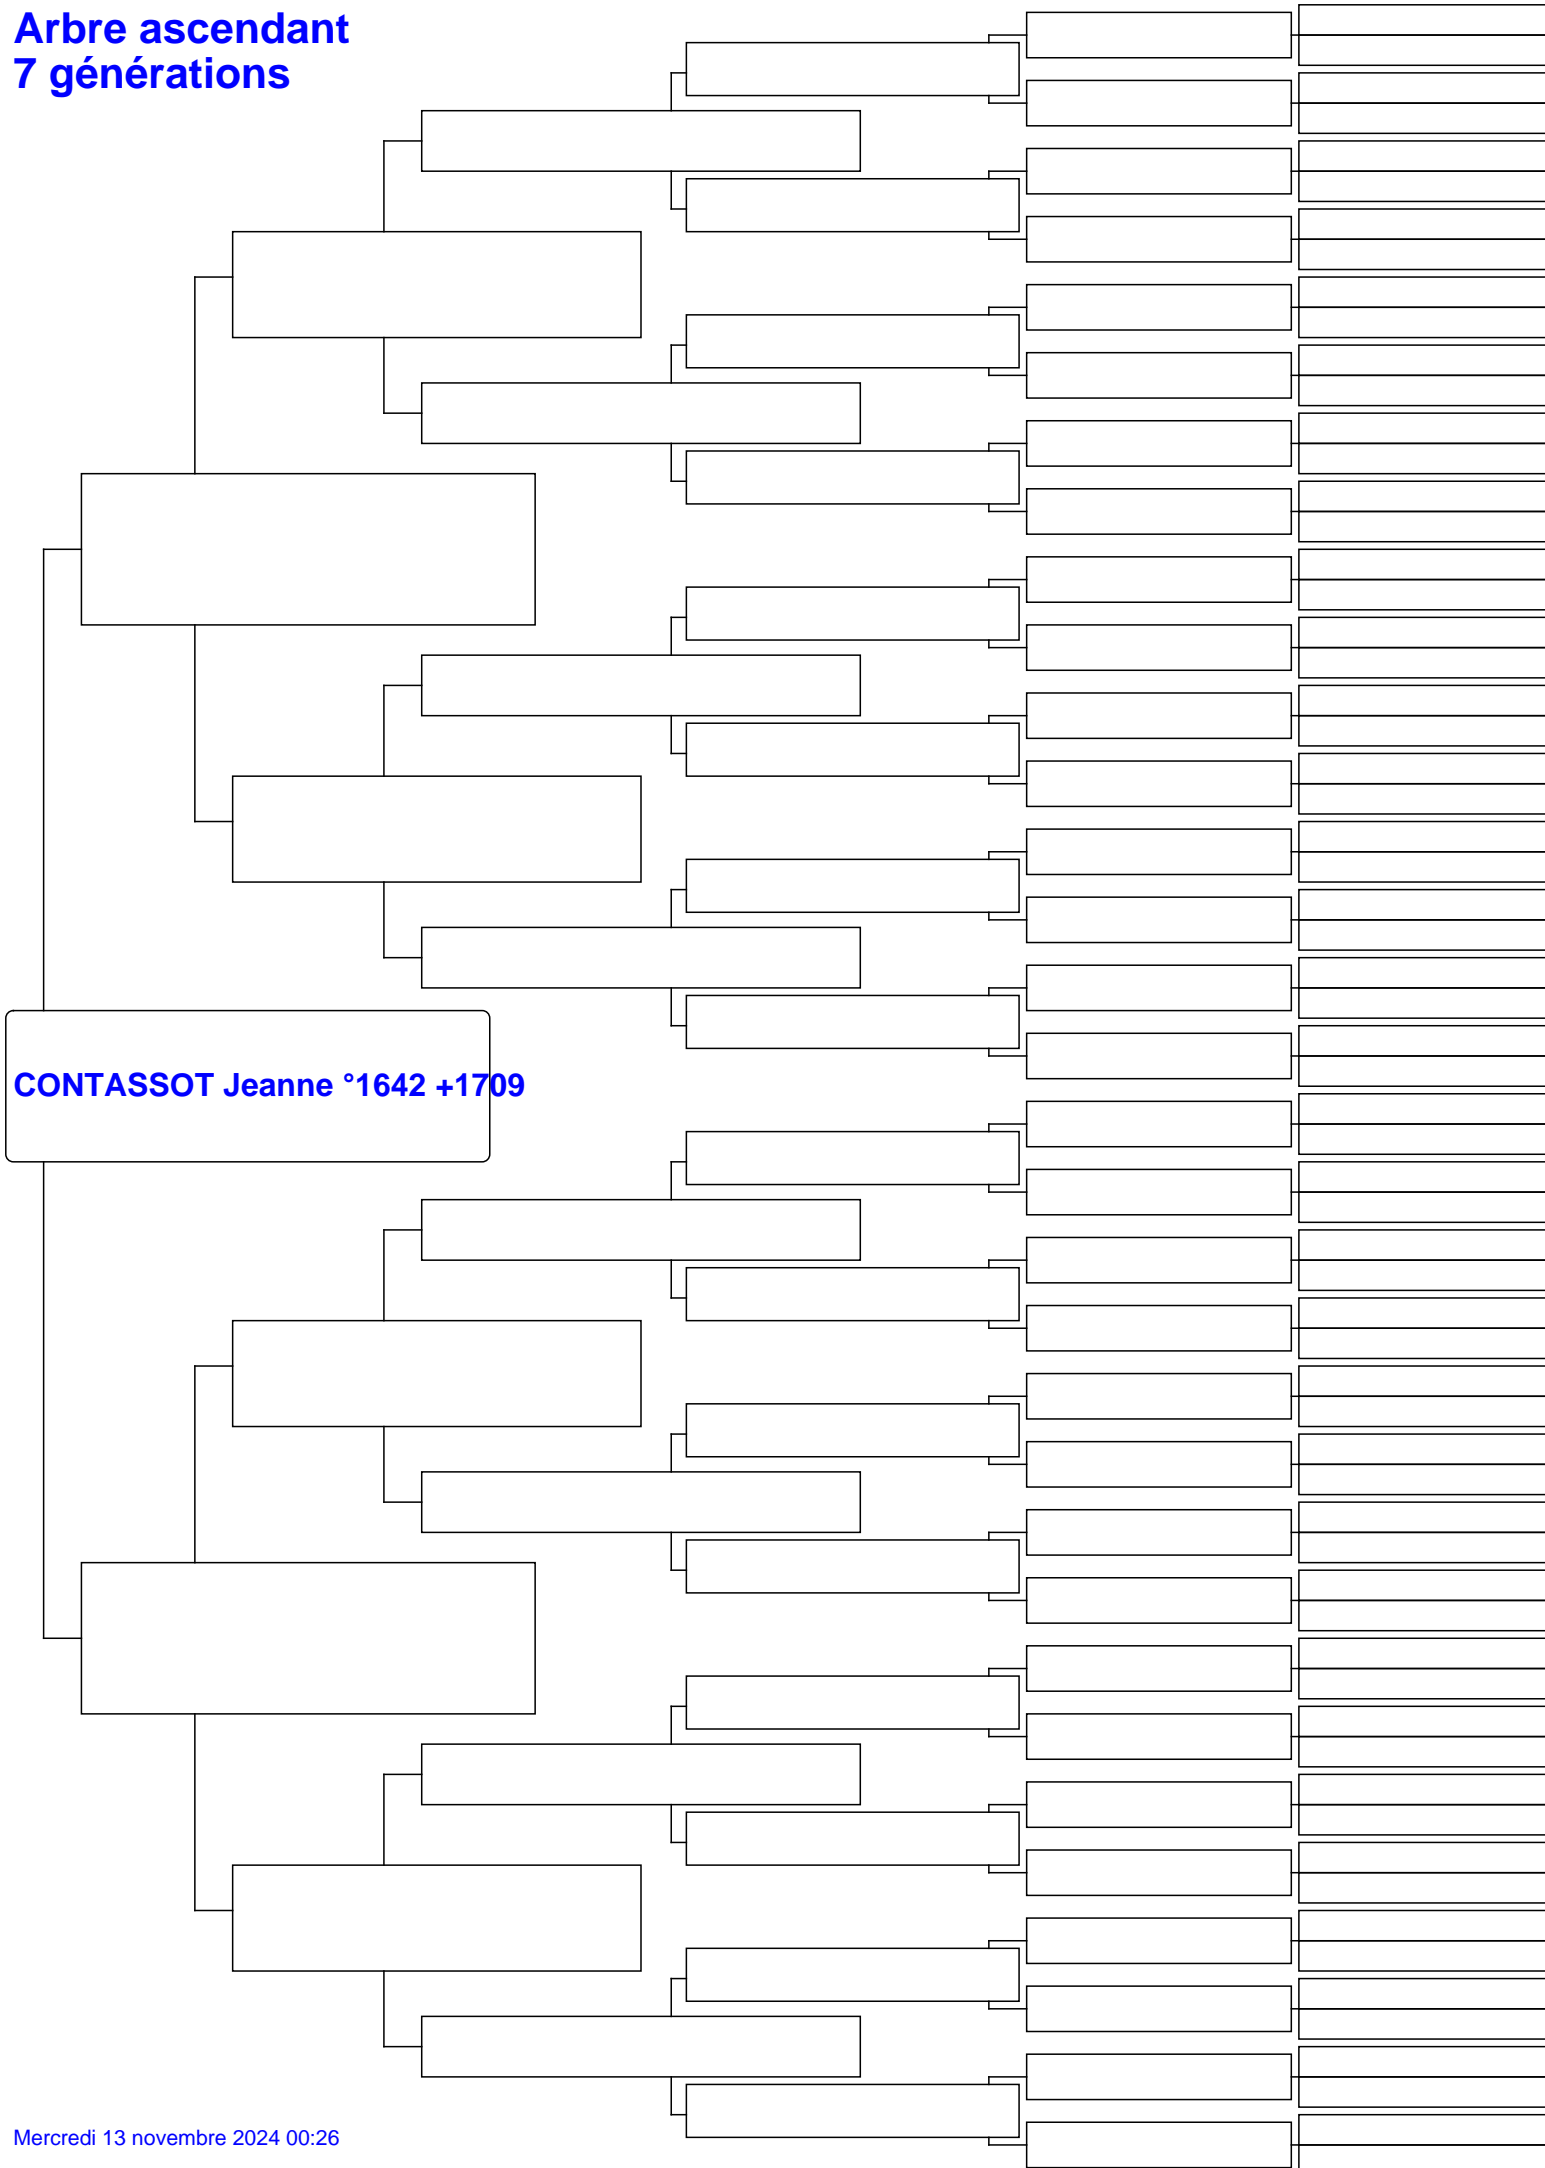 Arbre ascendant
7 générations
CONTASSOT Jeanne °1642 +1709
Mercredi 13 novembre 2024 00:26